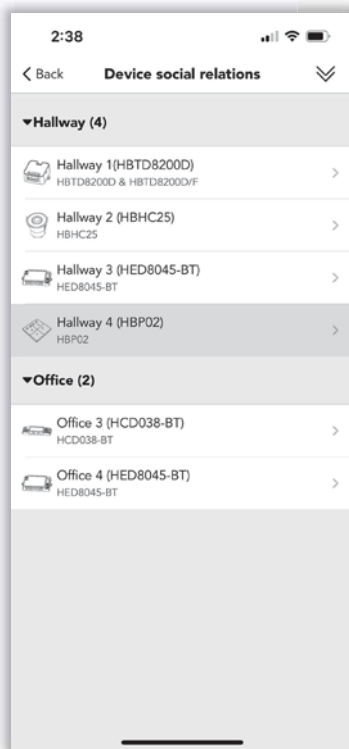 2:38
Back Device social relations
Hallway (4)
Hallway 1(HBTD8200D)
HBTD8200D & HBTD8200D/F
Hallway 2 (HBHC25)
HBHC25
Hallway 3 (HED8045-BT)
HED8045-BT
Hallway 4 (HBP02)
HBP02
Office (2)
Office 3 (HCD038-BT)
HCD038-BT
Office 4 (HED8045-BT)
HED8045-BT